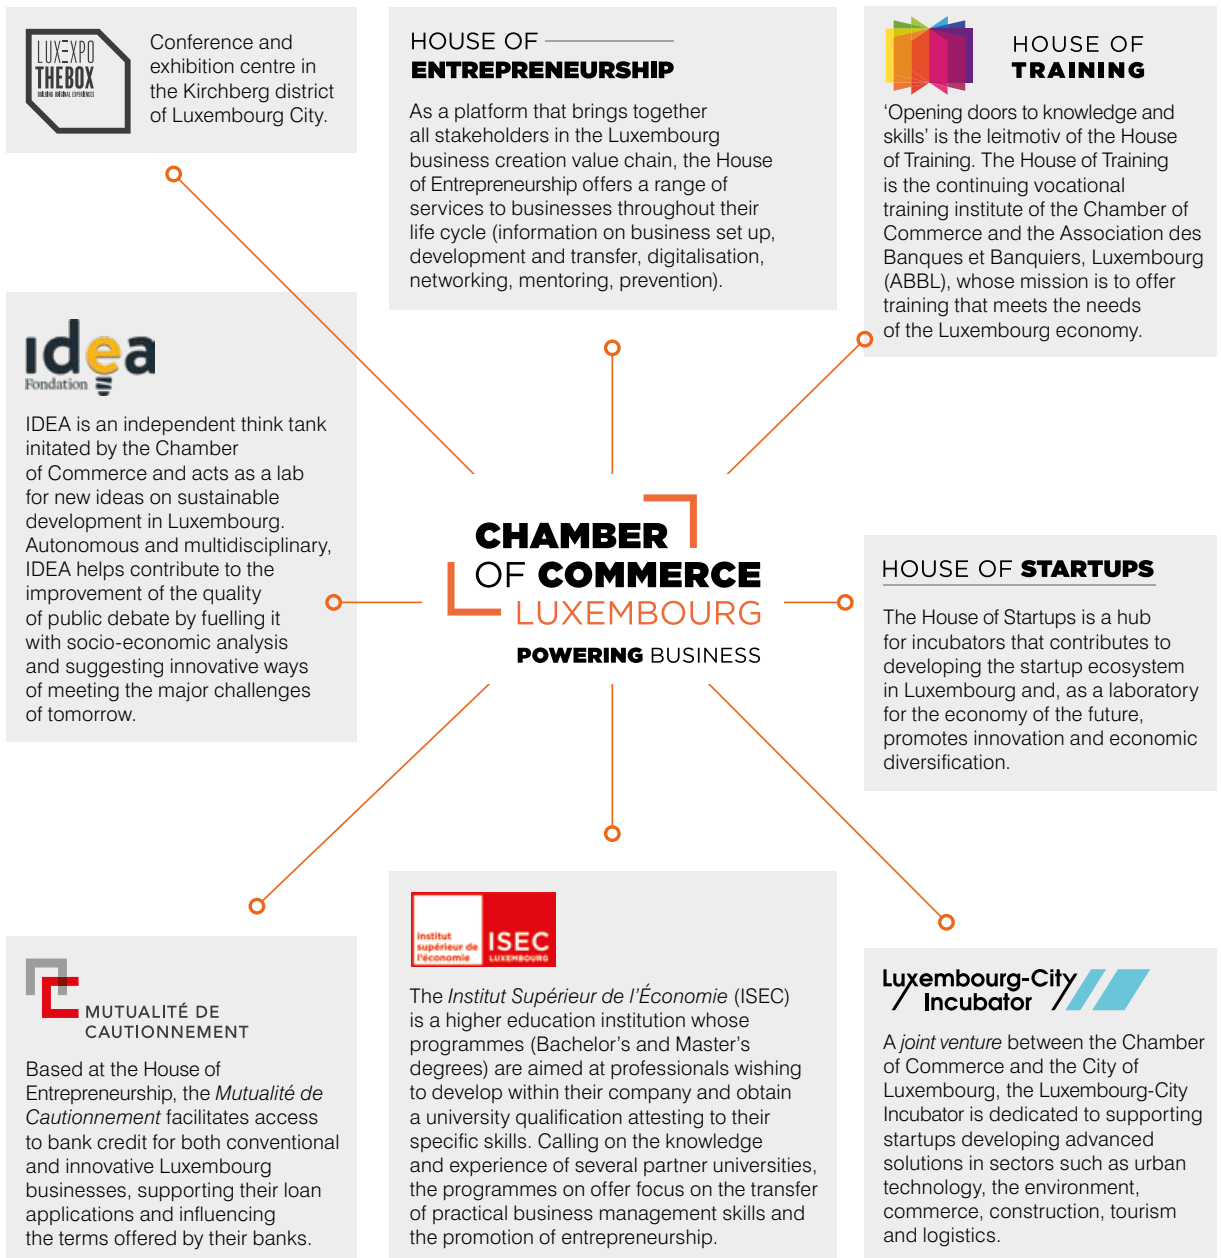 LUXEXPO
THEBOX
BUILDING ORIGINAL EXPERIENCES
Conference and
exhibition centre in
the Kirchberg district
of Luxembourg City.
HOUSE OF
ENTREPRENEURSHIP
As a platform that brings together
all stakeholders in the Luxembourg
business creation value chain, the House
of Entrepreneurship offers a range of
services to businesses throughout their
life cycle (information on business set up,
development and transfer, digitalisation,
networking, mentoring, prevention).
HOUSE OF
TRAINING
‘Opening doors to knowledge and
skills’ is the leitmotiv of the House
of Training. The House of Training
is the continuing vocational
training institute of the Chamber of
Commerce and the Association des
Banques et Banquiers, Luxembourg
(ABBL), whose mission is to offer
training that meets the needs
of the Luxembourg economy.
idea
Fondation
IDEA is an independent think tank
initated by the Chamber
of Commerce and acts as a lab
for new ideas on sustainable
development in Luxembourg.
Autonomous and multidisciplinary,
IDEA helps contribute to the
improvement of the quality
of public debate by fuelling it
with socio-economic analysis
and suggesting innovative ways
of meeting the major challenges
of tomorrow.
CHAMBER
OF COMMERCE
LUXEMBOURG
POWERING BUSINESS
HOUSE OF STARTUPS
The House of Startups is a hub
for incubators that contributes to
developing the startup ecosystem
in Luxembourg and, as a laboratory
for the economy of the future,
promotes innovation and economic
diversification.
MUTUALITÉ DE
CAUTIONNEMENT
Based at the House of
Entrepreneurship, the Mutualité de
Cautionnement facilitates access
to bank credit for both conventional
and innovative Luxembourg
businesses, supporting their loan
applications and influencing
the terms offered by their banks.
institut
supérieur de
l'économie
ISEC
LUXEMBOURG
The Institut Supérieur de l’Économie (ISEC)
is a higher education institution whose
programmes (Bachelor’s and Master’s
degrees) are aimed at professionals wishing
to develop within their company and obtain
a university qualification attesting to their
specific skills. Calling on the knowledge
and experience of several partner universities,
the programmes on offer focus on the transfer
of practical business management skills and
the promotion of entrepreneurship.
Luxembourg-City
Incubator
A joint venture between the Chamber
of Commerce and the City of
Luxembourg, the Luxembourg-City
Incubator is dedicated to supporting
startups developing advanced
solutions in sectors such as urban
technology, the environment,
commerce, construction, tourism
and logistics.